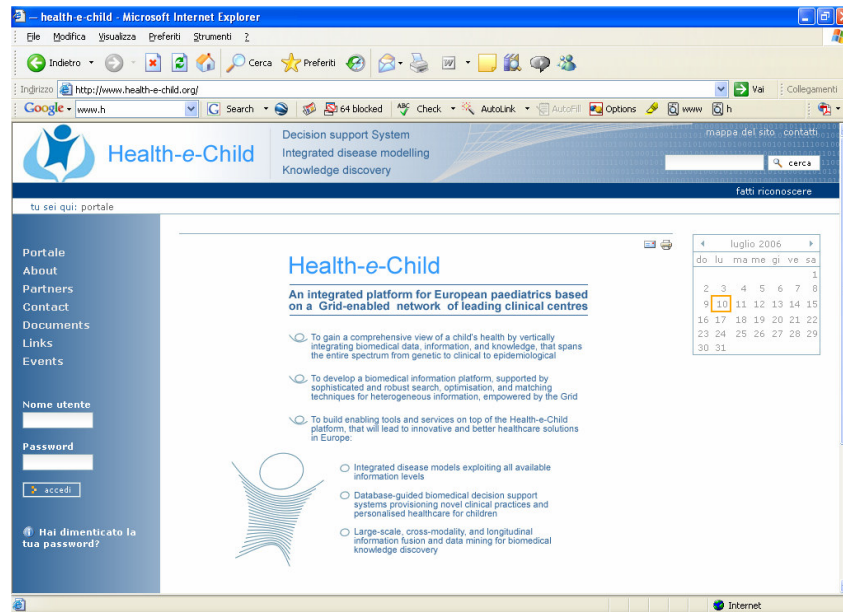 — health-e-child - Microsoft Internet Explorer
File Modifica Visualizza Preferiti Strumenti ?
Indietro Cerca Preferiti
Indirizzo http://www.health-e-child.org/ Vai Collegamenti
Google www.h Search 64 blocked Check AutoLink AutoFill Options www h
Health-e-Child
Decision support System
Integrated disease modelling
Knowledge discovery
mappa del sito contatti
cerca
fatti riconoscere
tu sei qui: portale
Portale
About
Partners
Contact
Documents
Links
Events
Nome utente
Password
accedi
Hai dimenticato la
tua password?
Health-e-Child
An integrated platform for European paediatrics based
on a Grid-enabled network of leading clinical centres
To gain a comprehensive view of a child's health by vertically
integrating biomedical data, information, and knowledge, that spans
the entire spectrum from genetic to clinical to epidemiological
To develop a biomedical information platform, supported by
sophisticated and robust search, optimisation, and matching
techniques for heterogeneous information, empowered by the Grid
To build enabling tools and services on top of the Health-e-Child
platform, that will lead to innovative and better healthcare solutions
in Europe:
Integrated disease models exploiting all available
information levels
Database-guided biomedical decision support
systems provisioning novel clinical practices and
personalised healthcare for children
Large-scale, cross-modality, and longitudinal
information fusion and data mining for biomedical
knowledge discovery
luglio 2006
do lu ma me gi ve sa
1
2 3 4 5 6 7 8
9 10 11 12 13 14 15
16 17 18 19 20 21 22
23 24 25 26 27 28 29
30 31
Internet